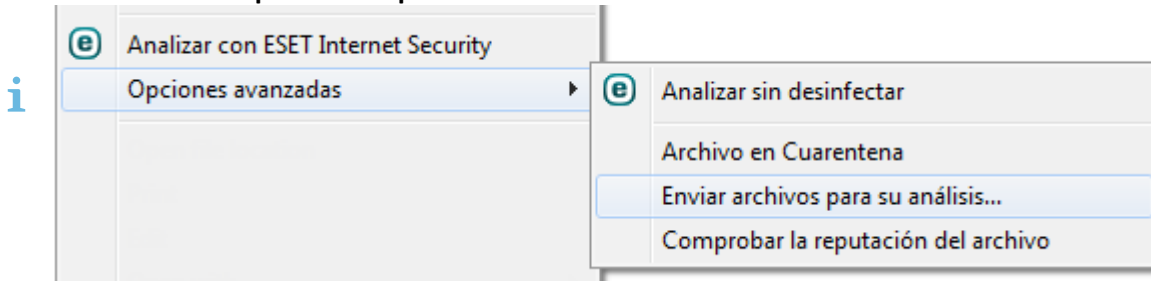 Analizar con ESET Internet Security
Opciones avanzadas
Analizar sin desinfectar
Archivo en Cuarentena
Enviar archivos para su análisis...
Comprobar la reputación del archivo